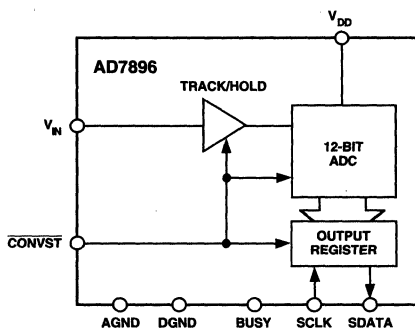 V_DD
AD7896
TRACK/HOLD
V_IN
12-BIT
ADC
CONVST
OUTPUT
REGISTER
AGND DGND BUSY SCLK SDATA